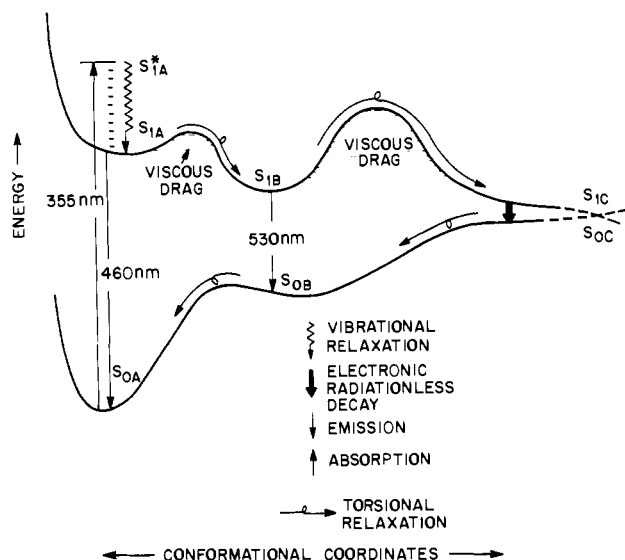 S*1A
S1A
VISCOUS
DRAG
VISCOUS
DRAG
S1B
ENERGY
355nm
460nm
530nm
S1C
S0C
S0B
S0A
VIBRATIONAL
RELAXATION
ELECTRONIC
RADIATIONLESS
DECAY
EMISSION
ABSORPTION
TORSIONAL
RELAXATION
CONFORMATIONAL COORDINATES